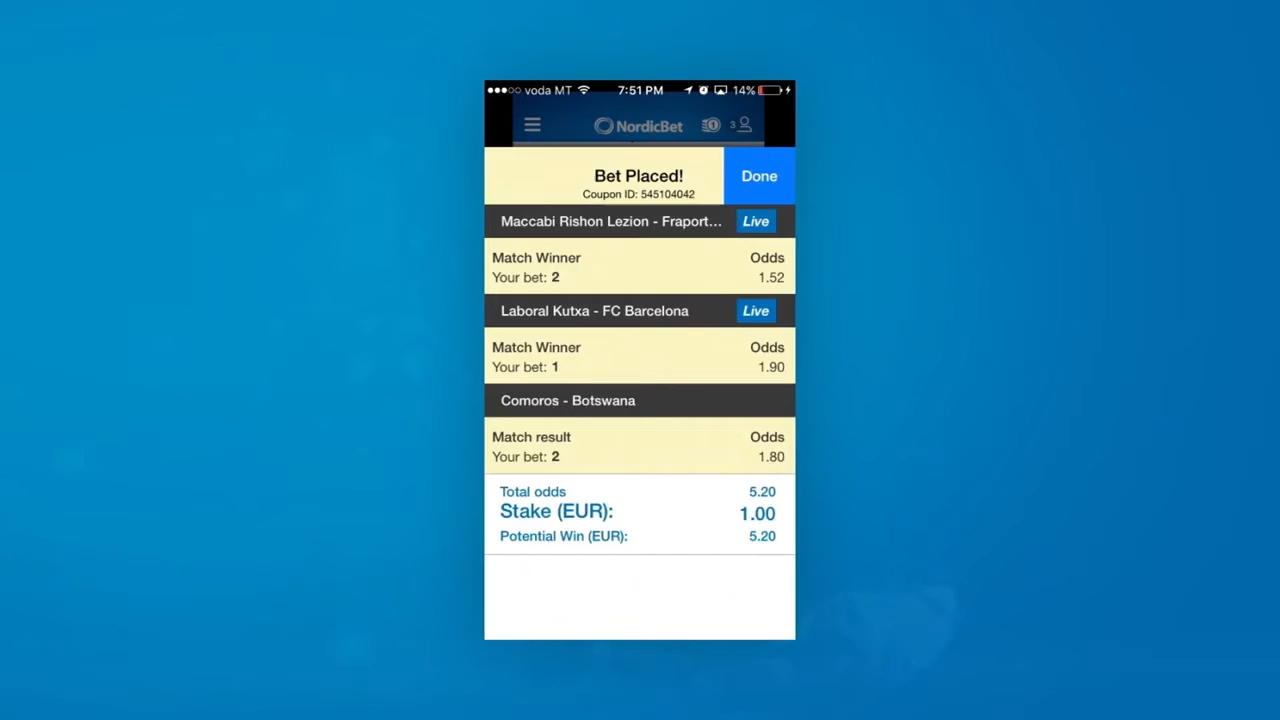 voda MT 7:51 PM 14%
NordicBet 1 3
Bet Placed! Done
Coupon ID: 545104042
Maccabi Rishon Lezion - Fraport... Live
Match Winner Odds
Your bet: 2 1.52
Laboral Kutxa - FC Barcelona Live
Match Winner Odds
Your bet: 1 1.90
Comoros - Botswana
Match result Odds
Your bet: 2 1.80
Total odds 5.20
Stake (EUR): 1.00
Potential Win (EUR): 5.20